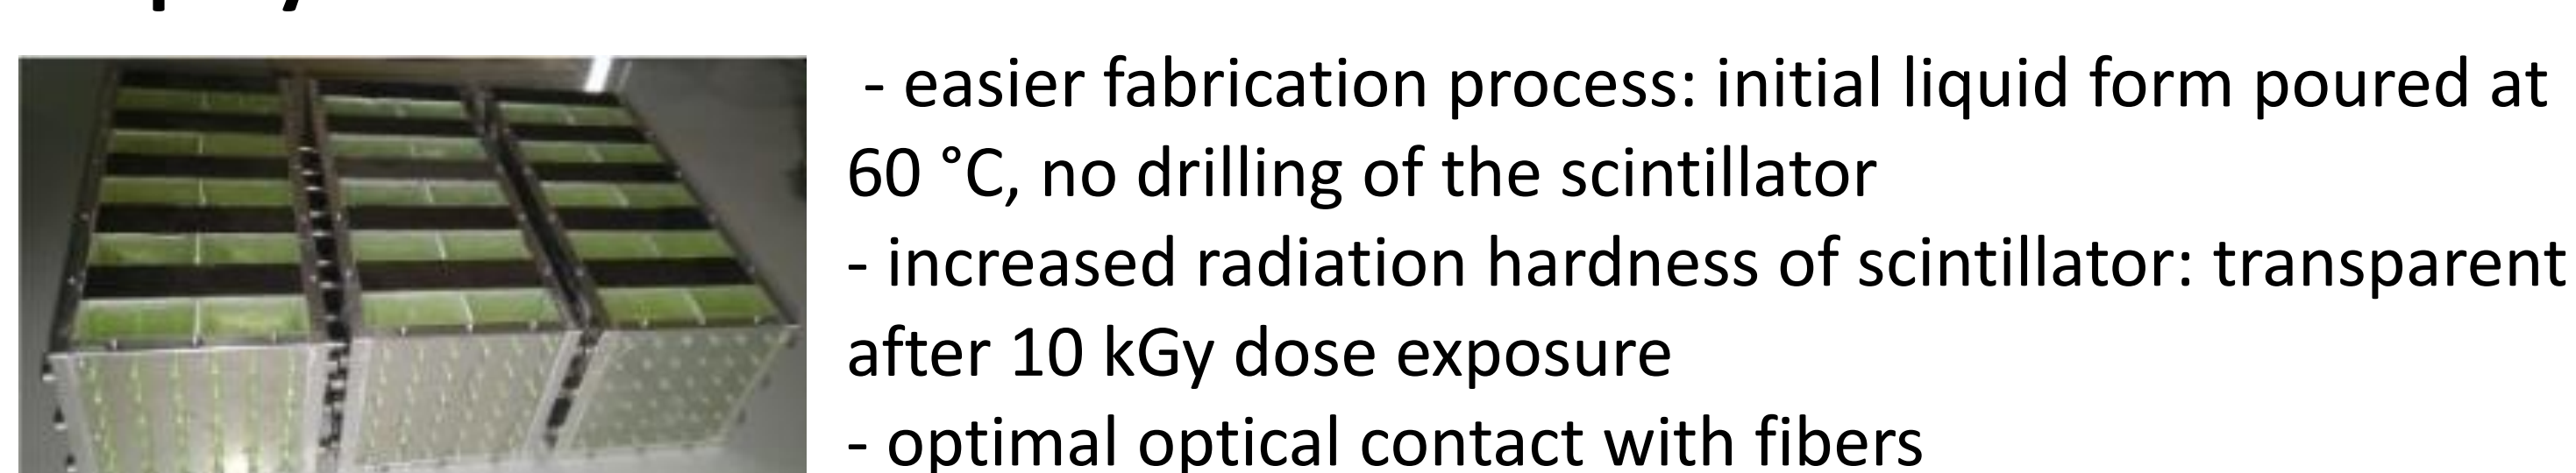 - easier fabrication process: initial liquid form poured at
60 °C, no drilling of the scintillator
- increased radiation hardness of scintillator: transparent
after 10 kGy dose exposure
- optimal optical contact with fibers